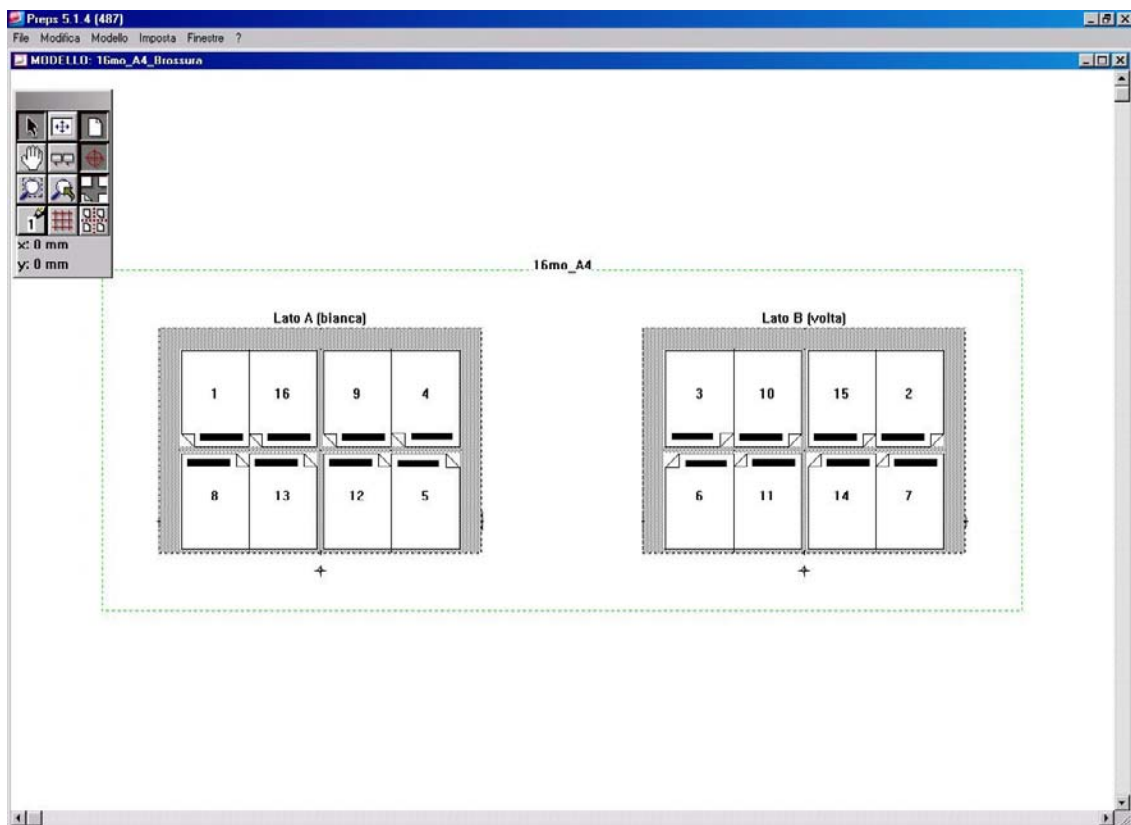 Preps 5.1.4 (487)
File Modifica Modello Imposta Finestre ?
MODELLO: 16mo_A4_Brossura
1
x: 0 mm
y: 0 mm
16mo_A4
Lato A (bianca) Lato B (volta)
1 16 9 4 3 10 15 2
8 13 12 5 6 11 14 7